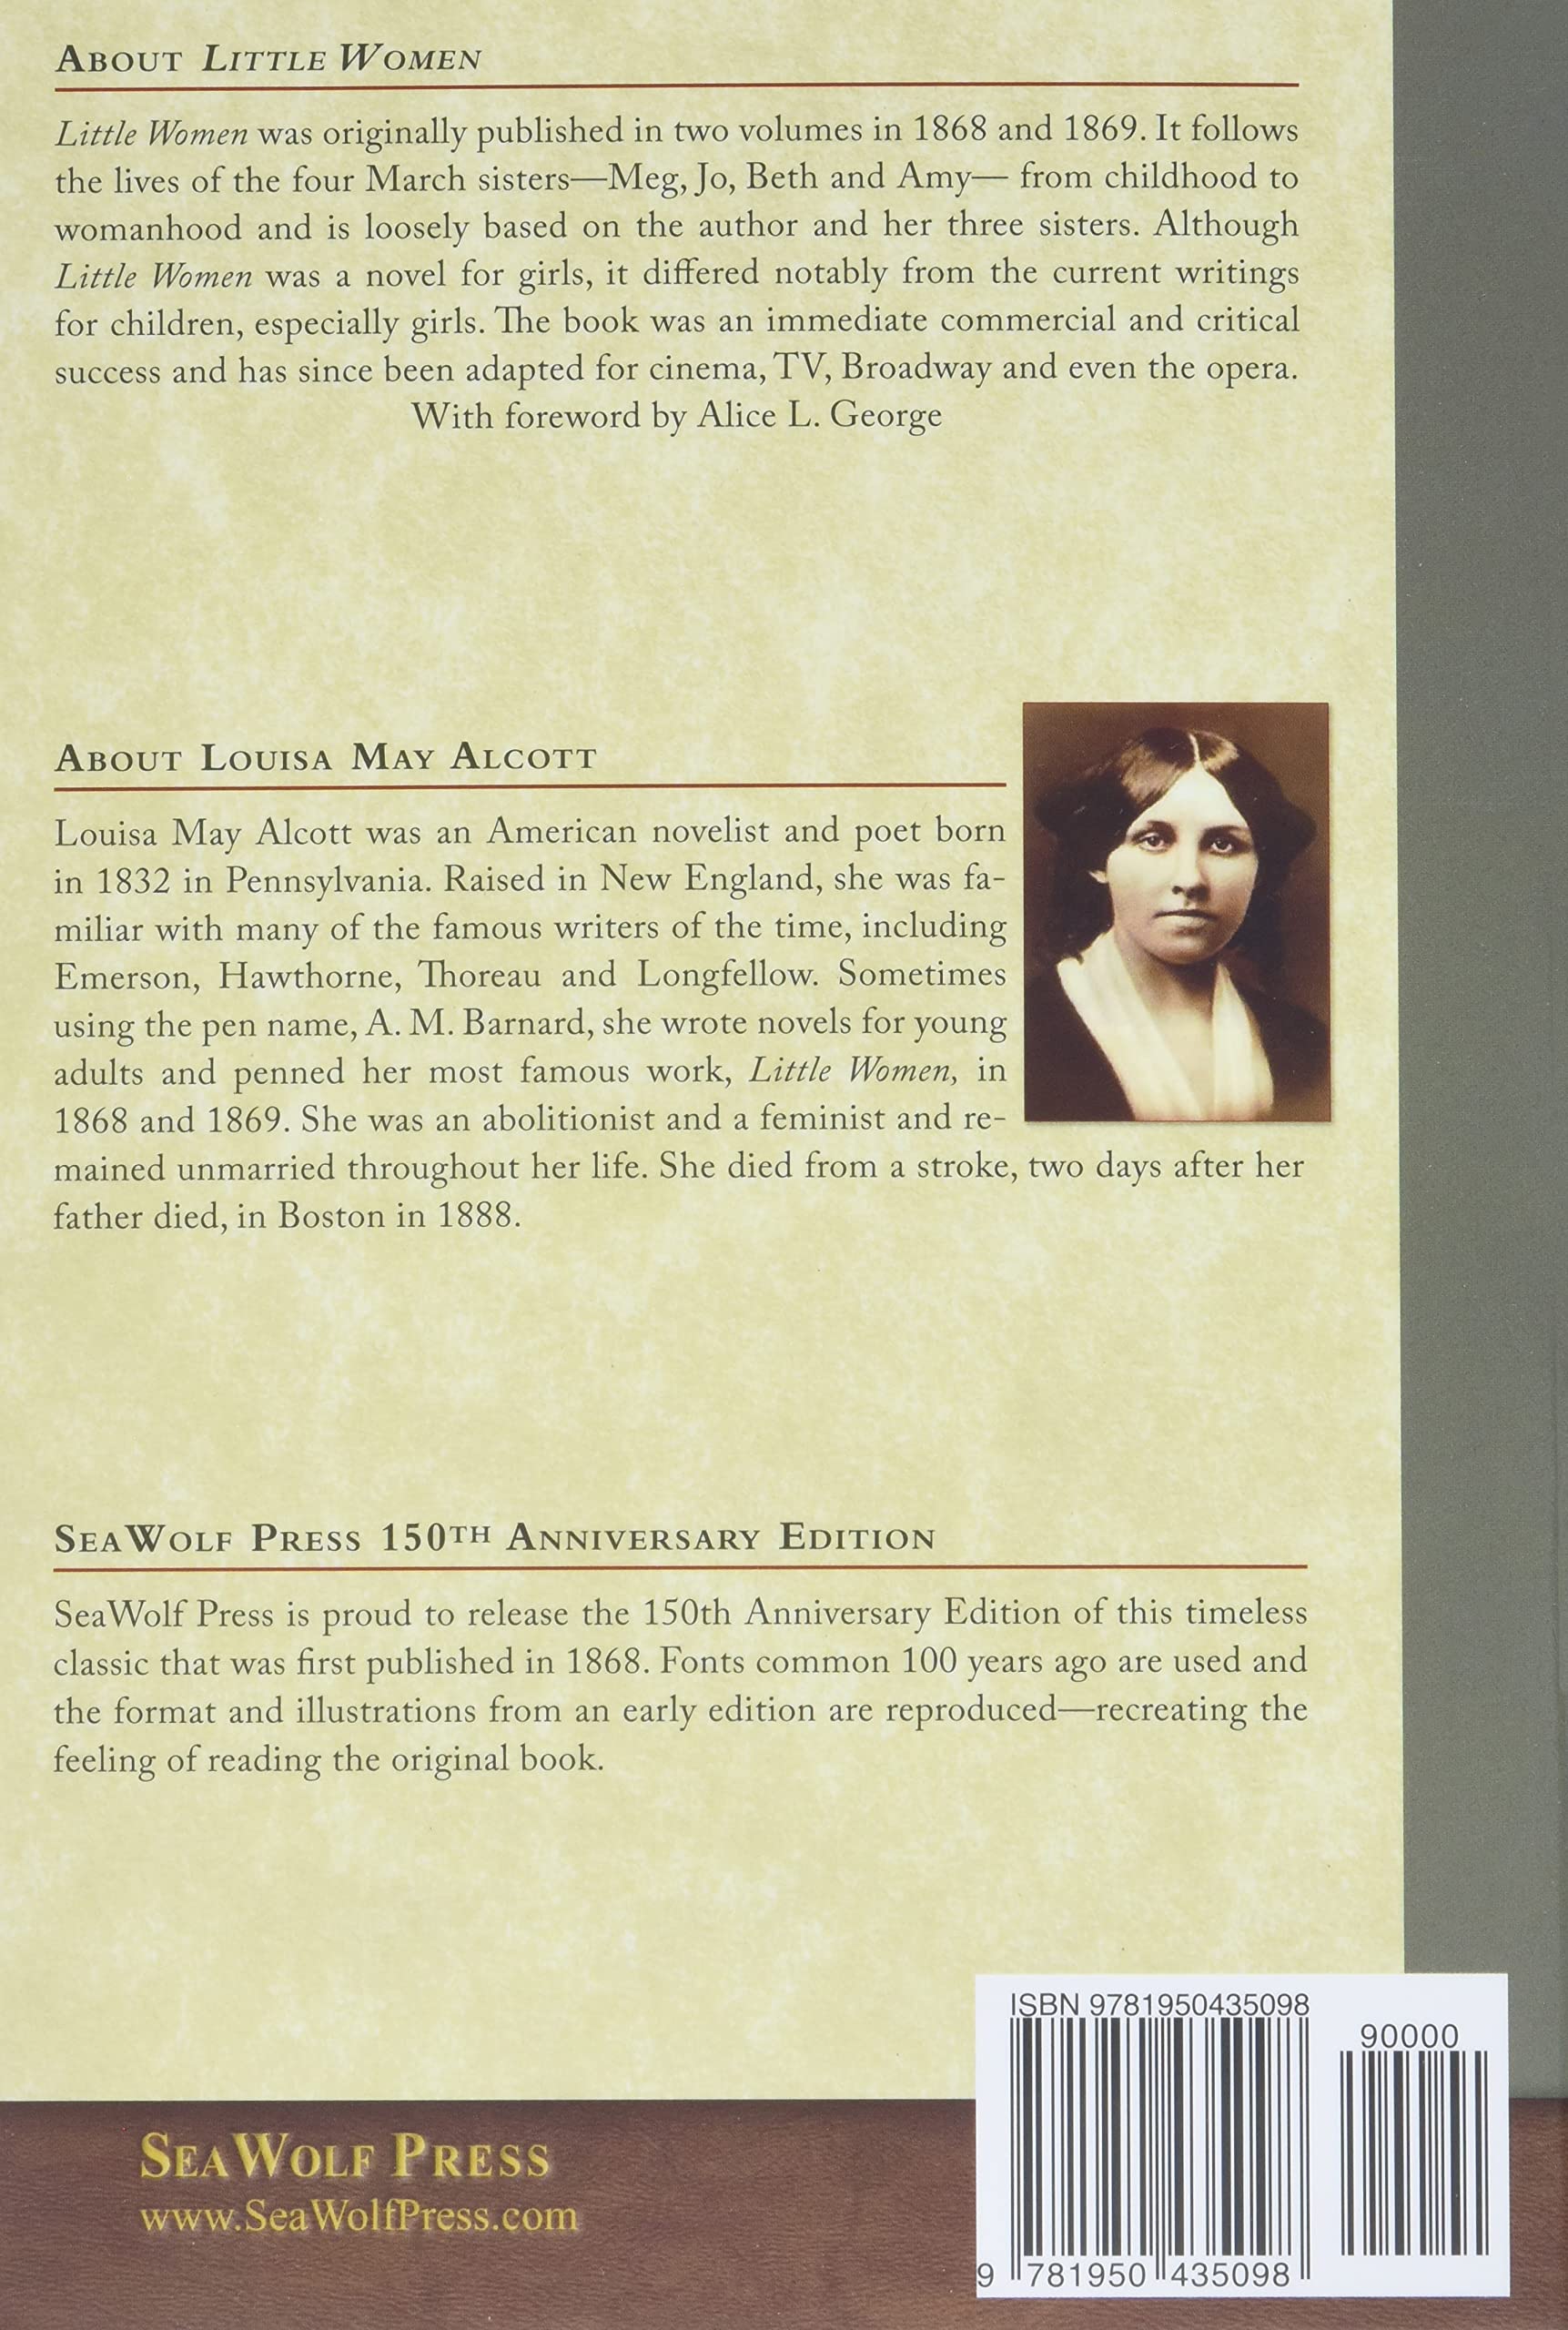 About Little Women
Little Women was originally published in two volumes in 1868 and 1869. It follows
the lives of the four March sisters—Meg, Jo, Beth and Amy— from childhood to
womanhood and is loosely based on the author and her three sisters. Although
Little Women was a novel for girls, it differed notably from the current writings
for children, especially girls. The book was an immediate commercial and critical
success and has since been adapted for cinema, TV, Broadway and even the opera.
With foreword by Alice L. George
About Louisa May Alcott
Louisa May Alcott was an American novelist and poet born
in 1832 in Pennsylvania. Raised in New England, she was fa-
miliar with many of the famous writers of the time, including
Emerson, Hawthorne, Thoreau and Longfellow. Sometimes
using the pen name, A. M. Barnard, she wrote novels for young
adults and penned her most famous work, Little Women, in
1868 and 1869. She was an abolitionist and a feminist and re-
mained unmarried throughout her life. She died from a stroke, two days after her
father died, in Boston in 1888.
SeaWolf Press 150th Anniversary Edition
SeaWolf Press is proud to release the 150th Anniversary Edition of this timeless
classic that was first published in 1868. Fonts common 100 years ago are used and
the format and illustrations from an early edition are reproduced—recreating the
feeling of reading the original book.
SeaWolf Press
www.SeaWolfPress.com
ISBN 9781950435098
90000
9 781950 435098